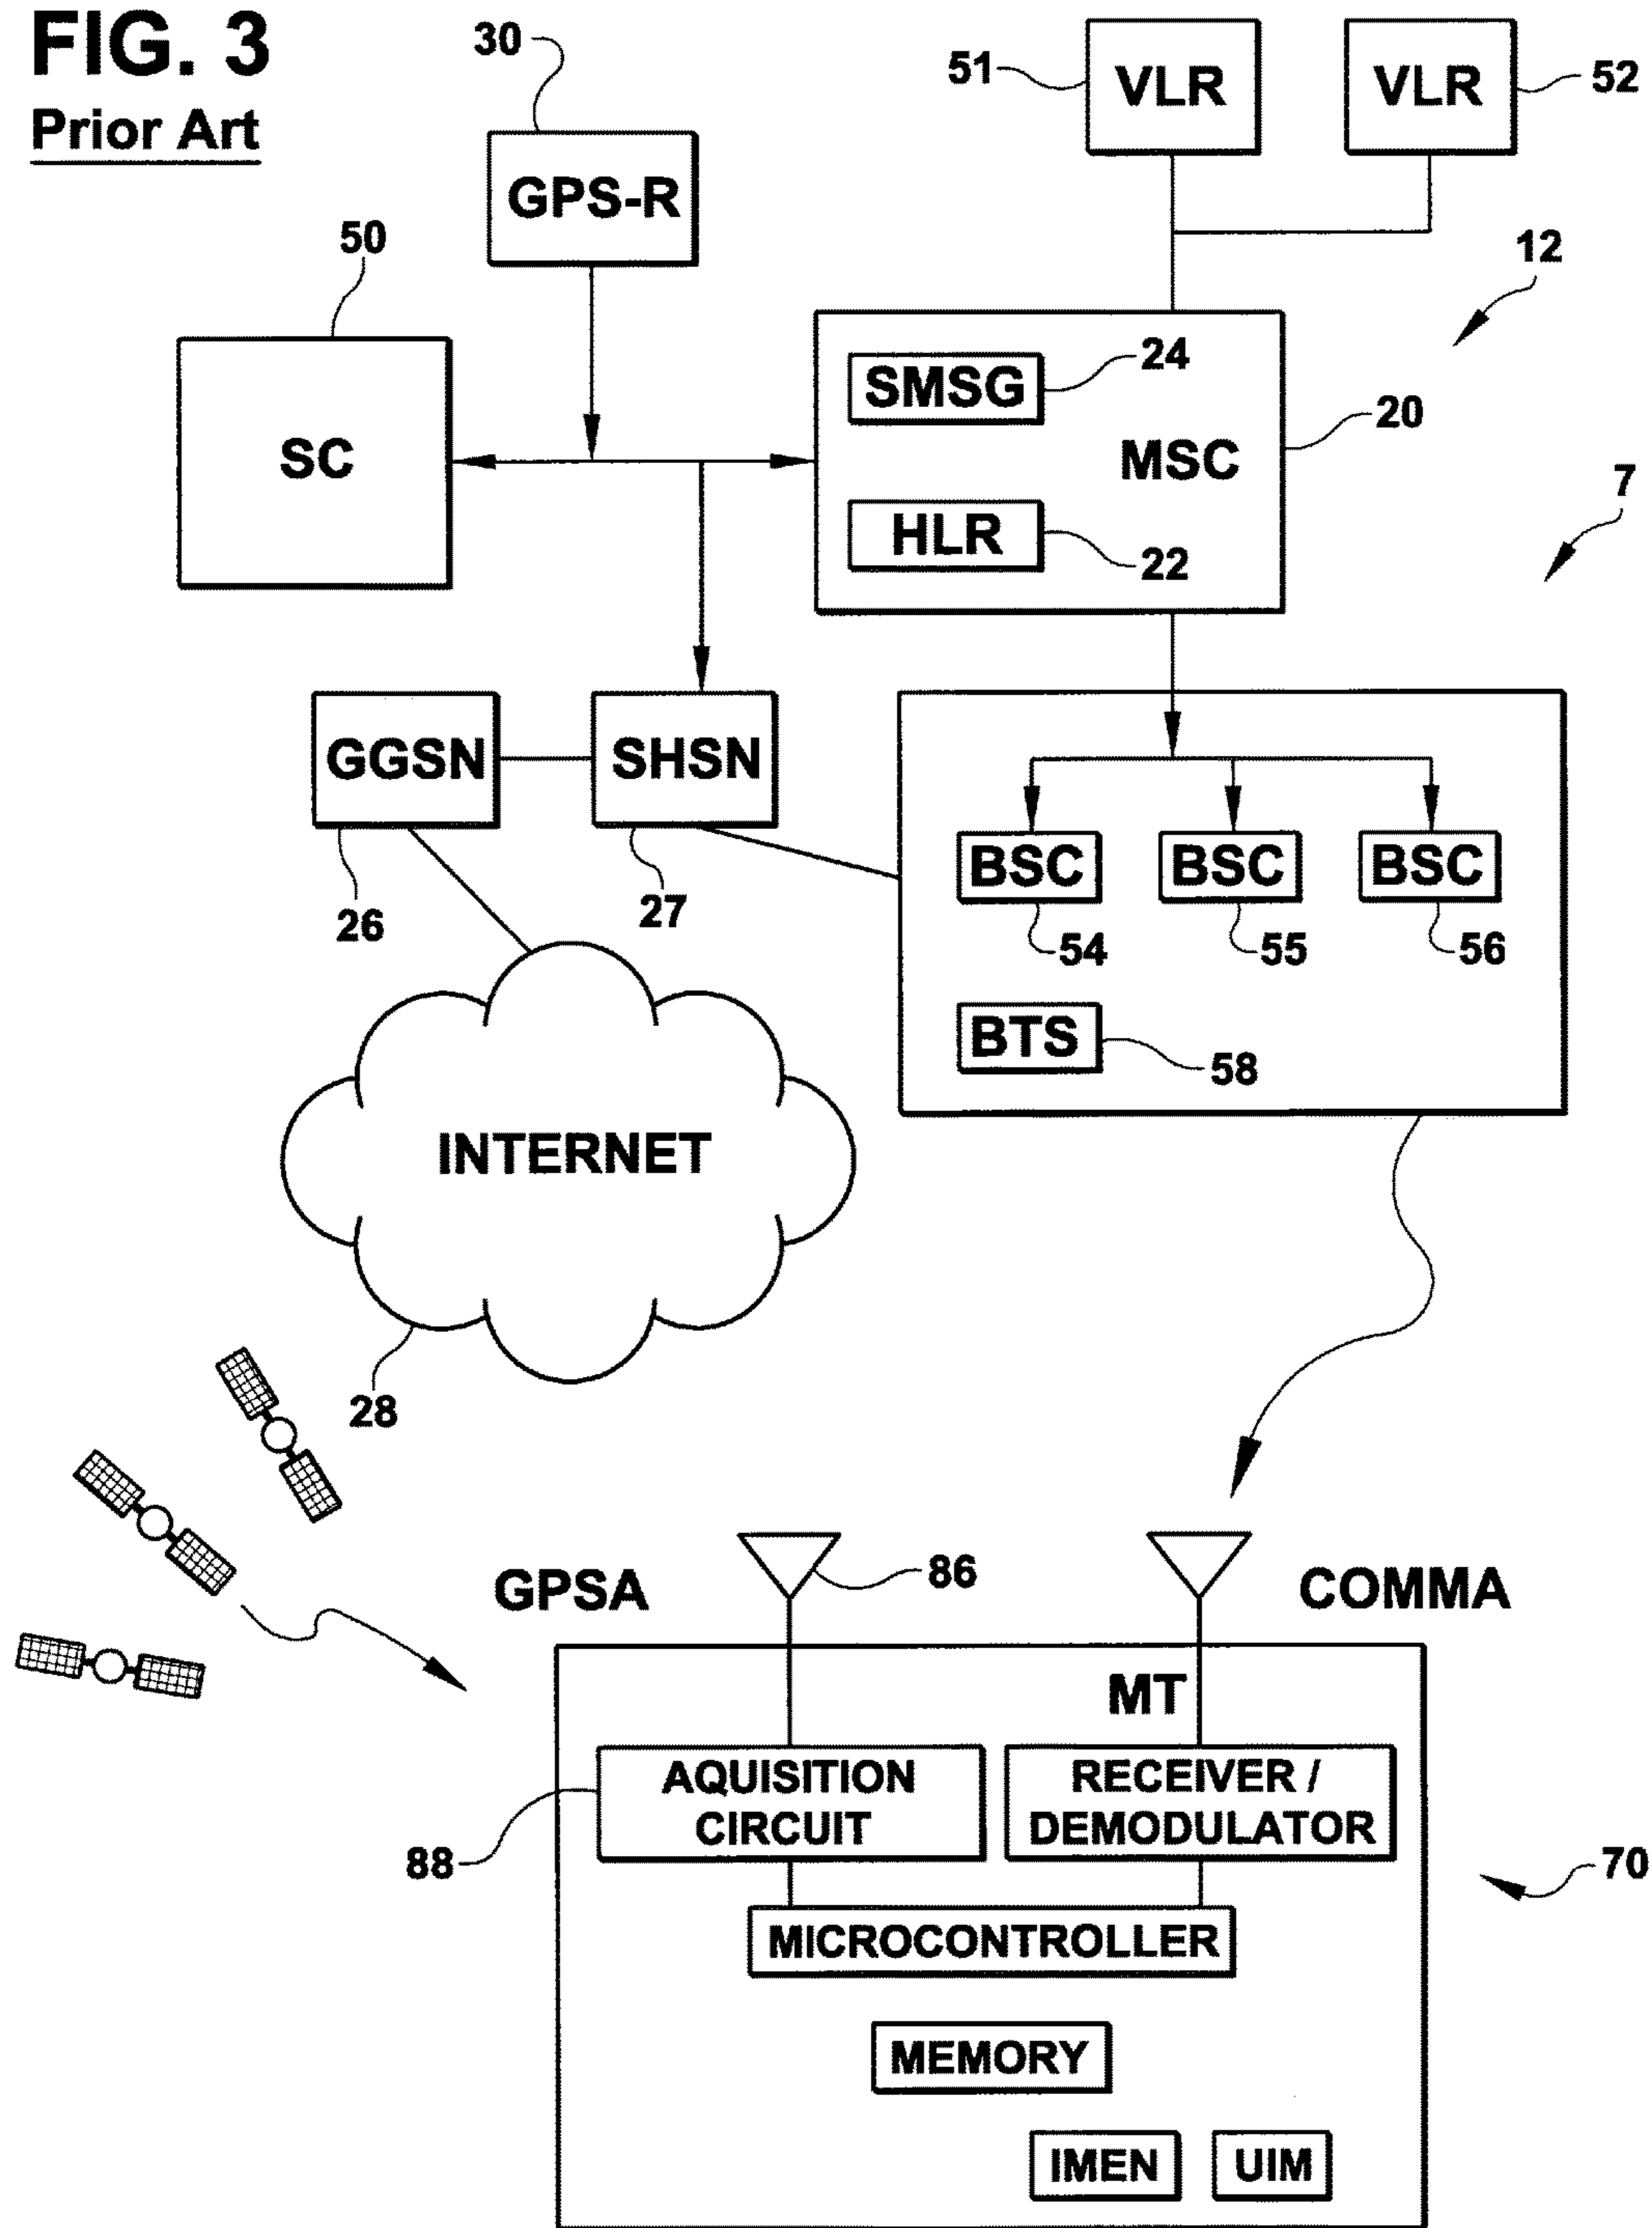 FIG. 3
Prior Art
30
51
VLR
VLR
52
GPS-R
50
12
SC
SMSG
24
MSC
20
HLR
22
7
GGSN
SHSN
26
27
BSC
BSC
BSC
54
55
56
BTS
58
INTERNET
28
GPSA
86
COMMA
MT
AQUISITION
CIRCUIT
RECEIVER /
DEMODULATOR
88
70
MICROCONTROLLER
MEMORY
IMEN
UIM